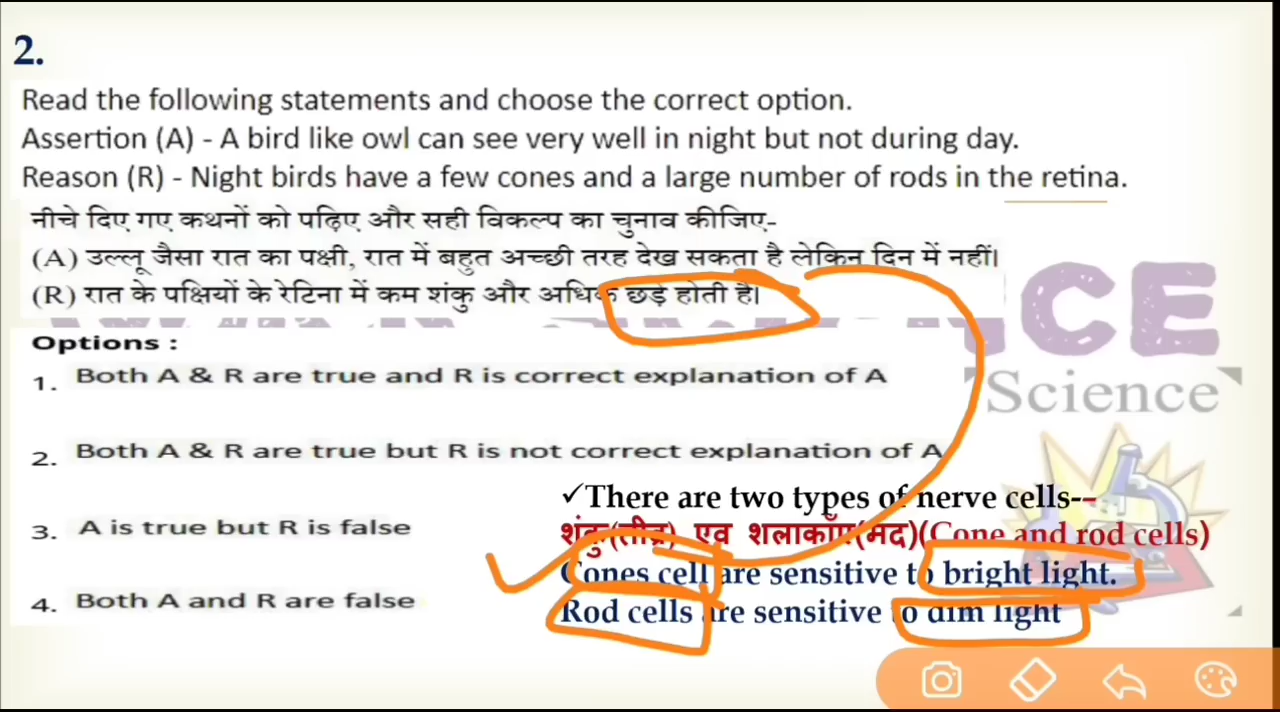 2.
Read the following statements and choose the correct option.
Assertion (A) - A bird like owl can see very well in night but not during day.
Reason (R) - Night birds have a few cones and a large number of rods in the retina.
नीचे दिए गए कथनों को पढ़िए और सही विकल्प का चुनाव कीजिए-
(A) उल्लू जैसा रात का पक्षी, रात में बहुत अच्छी तरह देख सकता है लेकिन दिन में नहीं।
(R) रात के पक्षियों के रेटिना में कम शंकु और अधिक छड़े होती है।
CE
Science
Options :
1. Both A & R are true and R is correct explanation of A
2. Both A & R are true but R is not correct explanation of A
3. A is true but R is false
4. Both A and R are false
✓There are two types of nerve cells--
शंकु(तीव्र) एवं (Cone and rod cells)
Cones cell are sensitive to bright light.
Rod cells are sensitive to dim light